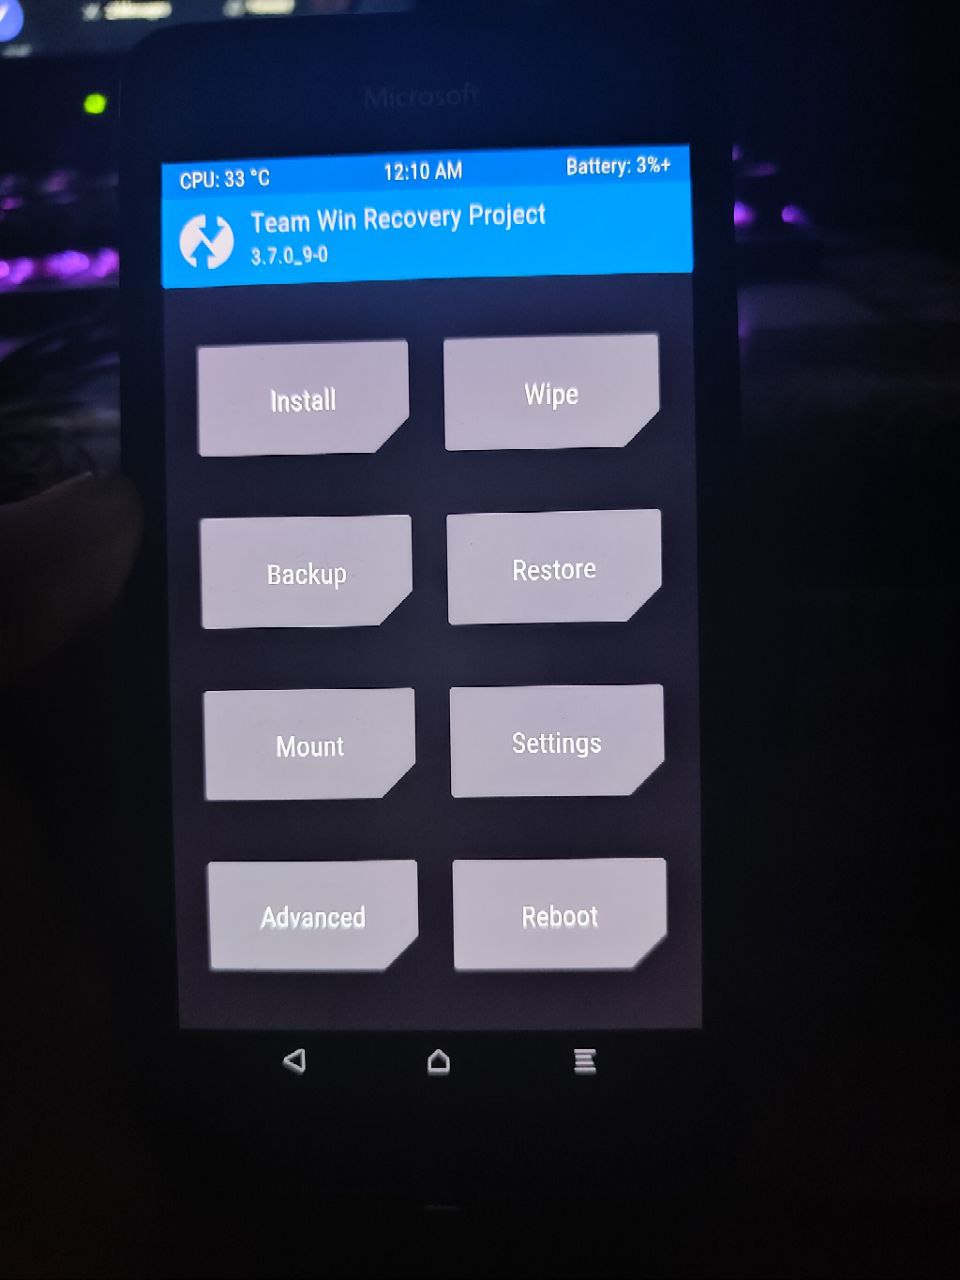 Microsoft
CPU: 33 °C 12:10 AM Battery: 3%+
Team Win Recovery Project
3.7.0_9-0
Install Wipe
Backup Restore
Mount Settings
Advanced Reboot